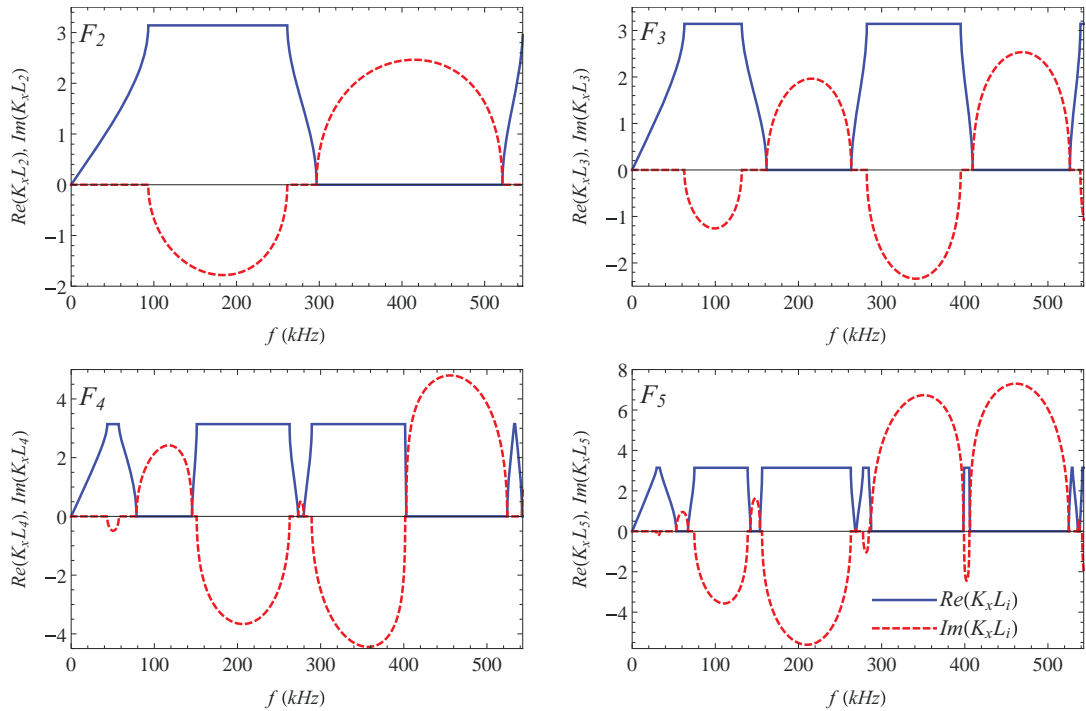 F2
Re(KxL2), Im(KxL2)
3
2
1
0
−1
−2
0 100 200 300 400 500
f (kHz)
F3
Re(KxL3), Im(KxL3)
3
2
1
0
−1
−2
0 100 200 300 400 500
f (kHz)
F4
Re(KxL4), Im(KxL4)
4
2
0
−2
−4
0 100 200 300 400 500
f (kHz)
F5
Re(KxL5), Im(KxL5)
8
6
4
2
0
−2
−4
0 100 200 300 400 500
f (kHz)
Re(KxLi)
Im(KxLi)